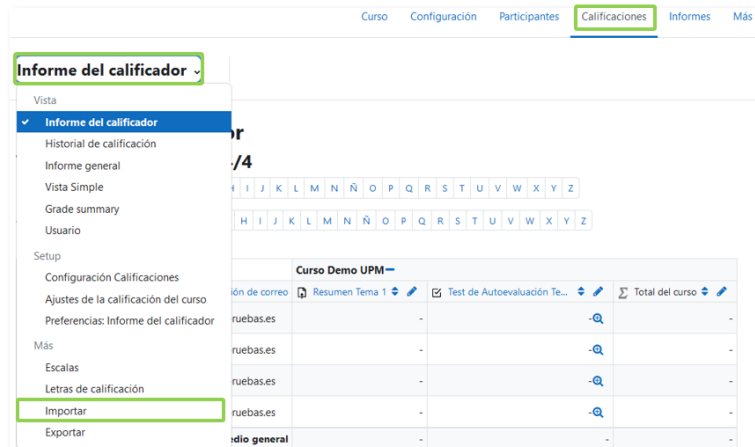 Curso Configuración Participantes Calificaciones Informes Más
Informe del calificador
Vista
Informe del calificador
Historial de calificación
Informe general
Vista Simple
Grade summary
Usuario
Setup
Configuración Calificaciones
Ajustes de la calificación del curso
Preferencias: Informe del calificador
Más
Escalas
Letras de calificación
Importar
Exportar
or
/4
I J K L M N Ñ O P Q R S T U V W X Y Z
H I J K L M N Ñ O P Q R S T U V W X Y Z
Curso Demo UPM
ión de correo Resumen Tema 1 Test de Autoevaluación Te... Σ Total del curso
ruebas.es - - -
ruebas.es - - -
ruebas.es - - -
ruebas.es - - -
edio general - - -